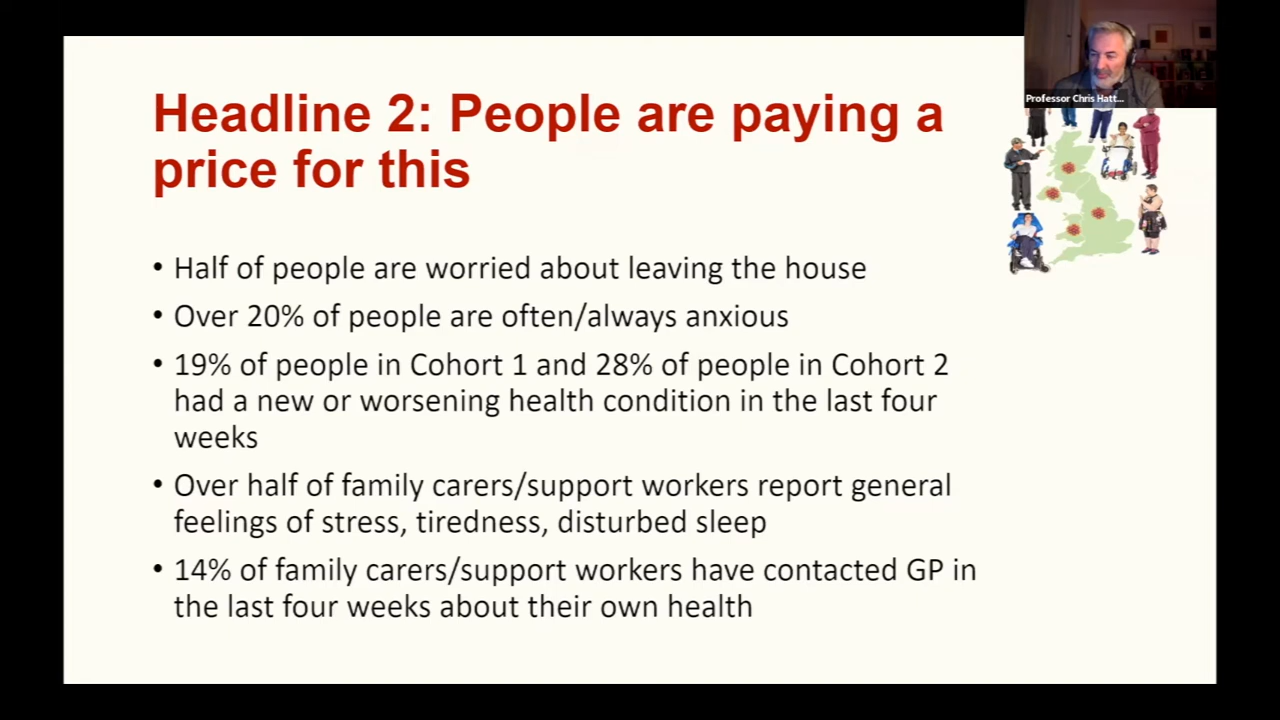 Professor Chris Hatt...
Headline 2: People are paying a
price for this
• Half of people are worried about leaving the house
• Over 20% of people are often/always anxious
• 19% of people in Cohort 1 and 28% of people in Cohort 2
had a new or worsening health condition in the last four
weeks
• Over half of family carers/support workers report general
feelings of stress, tiredness, disturbed sleep
• 14% of family carers/support workers have contacted GP in
the last four weeks about their own health